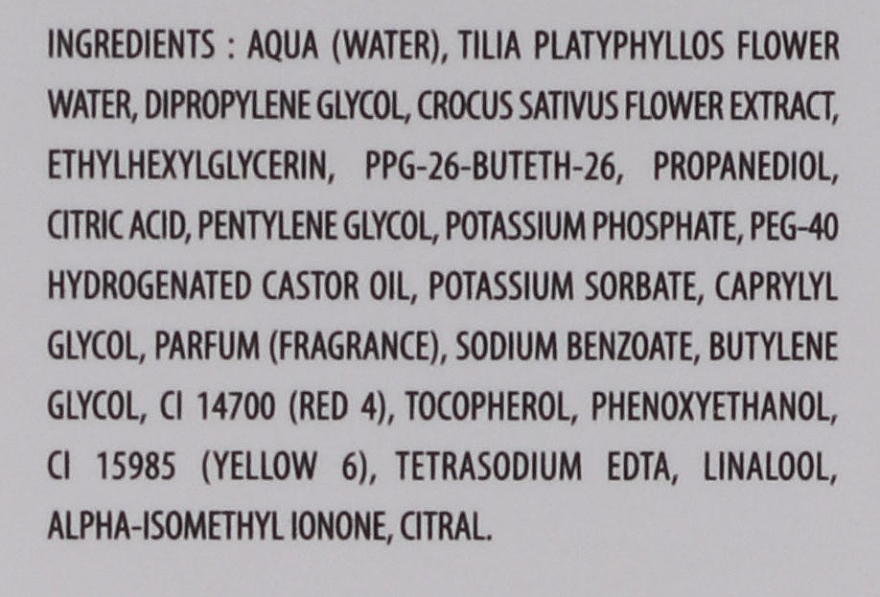 INGREDIENTS : AQUA (WATER), TILIA PLATYPHYLLOS FLOWER
WATER, DIPROPYLENE GLYCOL, CROCUS SATIVUS FLOWER EXTRACT,
ETHYLHEXYLGLYCERIN, PPG-26-BUTETH-26, PROPANEDIOL,
CITRIC ACID, PENTYLENE GLYCOL, POTASSIUM PHOSPHATE, PEG-40
HYDROGENATED CASTOR OIL, POTASSIUM SORBATE, CAPRYLYL
GLYCOL, PARFUM (FRAGRANCE), SODIUM BENZOATE, BUTYLENE
GLYCOL, CI 14700 (RED 4), TOCOPHEROL, PHENOXYETHANOL,
CI 15985 (YELLOW 6), TETRASODIUM EDTA, LINALOOL,
ALPHA-ISOMETHYL IONONE, CITRAL.